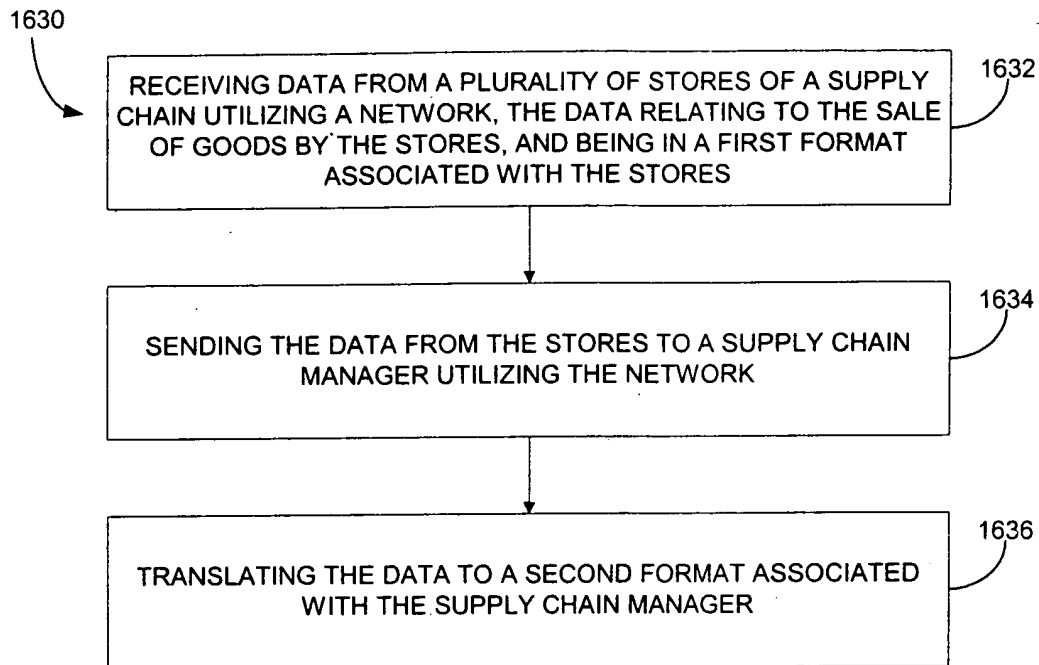 1630
RECEIVING DATA FROM A PLURALITY OF STORES OF A SUPPLY
CHAIN UTILIZING A NETWORK, THE DATA RELATING TO THE SALE
OF GOODS BY THE STORES, AND BEING IN A FIRST FORMAT
ASSOCIATED WITH THE STORES
1632
SENDING THE DATA FROM THE STORES TO A SUPPLY CHAIN
MANAGER UTILIZING THE NETWORK
1634
TRANSLATING THE DATA TO A SECOND FORMAT ASSOCIATED
WITH THE SUPPLY CHAIN MANAGER
1636